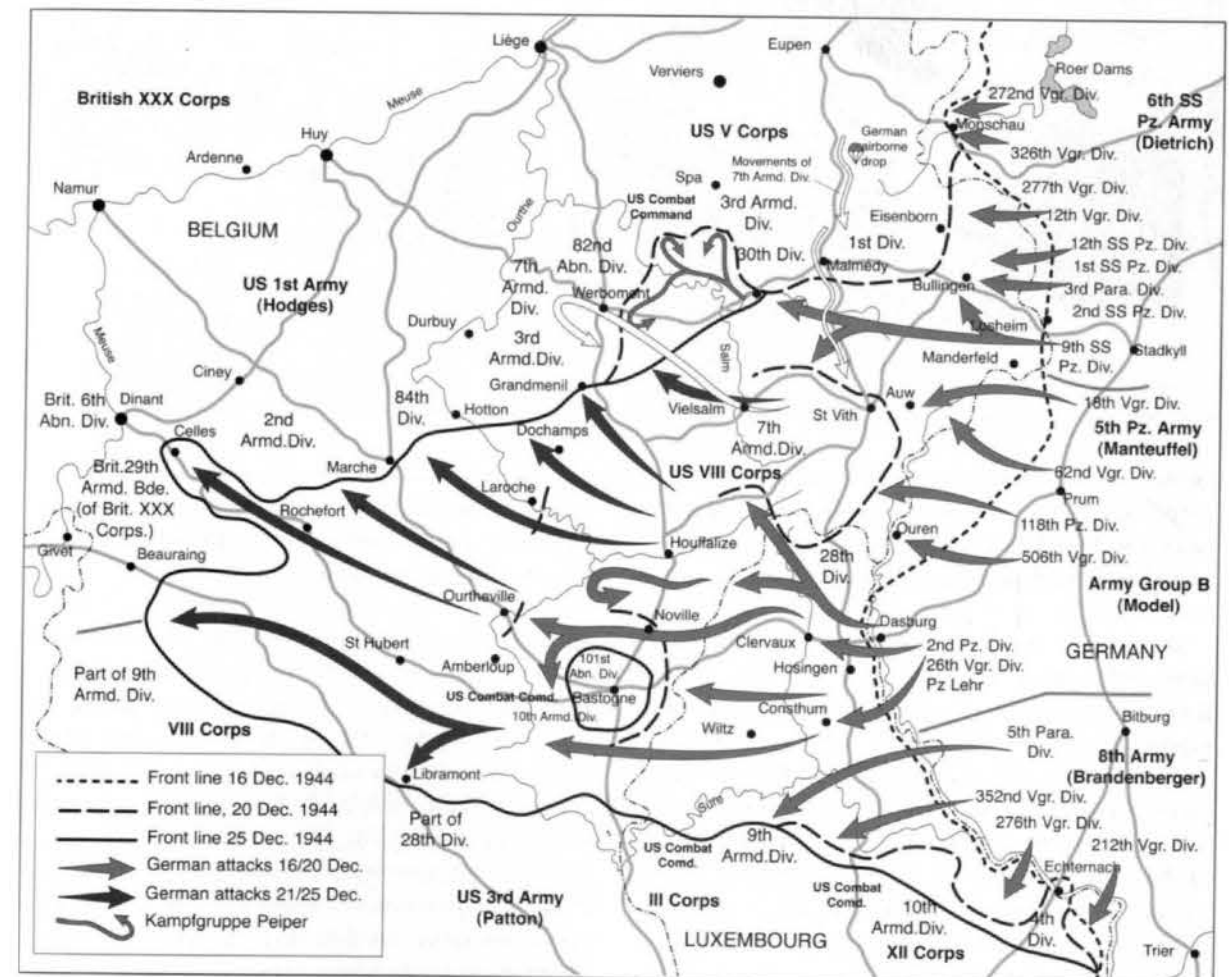 Liège
Eupen
Roer Dams
British XXX Corps
Meuse
Verviers
272nd Vgr. Div.
6th SS
Pz. Army
(Dietrich)
Huy
US V Corps
German
airborne
drop
Monschau
Ardenne
Movements of
7th Armd. Div.
326th Vgr. Div.
Namur
Spa
277th Vgr. Div.
US Combat
Command
3rd Armd.
Div.
Eisenborn
12th Vgr. Div.
BELGIUM
Ourthe
82nd
Abn. Div.
30th Div.
1st Div.
12th SS Pz. Div.
7th
Armd.
Div.
Malmédy
1st SS Pz. Div.
US 1st Army
(Hodges)
Werbomont
Bullingen
3rd Para. Div.
2nd SS Pz. Div.
Meuse
Durbuy
3rd
Armd.Div.
Salm
Losheim
9th SS
Pz. Div.
Stadkyll
Manderfeld
Ciney
Grandmenil
Brit. 6th
Abn. Div.
Dinant
84th
Div.
Hotton
Vielsalm
St Vith
Auw
18th Vgr. Div.
2nd
Armd.Div.
Dochamps
7th
Armd.Div.
5th Pz. Army
(Manteuffel)
Celles
Marche
US VIII Corps
62nd Vgr. Div.
Brit.29th
Armd. Bde.
(of Brit. XXX
Corps.)
Laroche
Prum
Rochefort
118th Pz. Div.
Givet
Beauraing
Houffalize
Ouren
28th
Div.
506th Vgr. Div.
Army Group B
(Model)
Ourtheville
Noville
Dasburg
St Hubert
Clervaux
2nd Pz. Div.
GERMANY
Amberloup
101st
Abn. Div.
Hosingen
26th Vgr. Div.
Pz Lehr
Part of 9th
Armd. Div.
US Combat Comd.
Bastogne
10th Armd. Div.
Consthum
VIII Corps
Wiltz
Bitburg
5th Para.
Div.
8th Army
(Brandenberger)
Libramont
Front line 16 Dec. 1944
Front line, 20 Dec. 1944
Front line 25 Dec. 1944
German attacks 16/20 Dec.
German attacks 21/25 Dec.
Kampfgruppe Peiper
Part of
28th Div.
Sure
352nd Vgr. Div.
276th Vgr. Div.
US Combat
Comd.
9th
Armd.Div.
212th Vgr. Div.
Echternach
US 3rd Army
(Patton)
III Corps
US Combat
Comd.
10th
Armd.Div.
4th
Div.
LUXEMBOURG
XII Corps
Trier